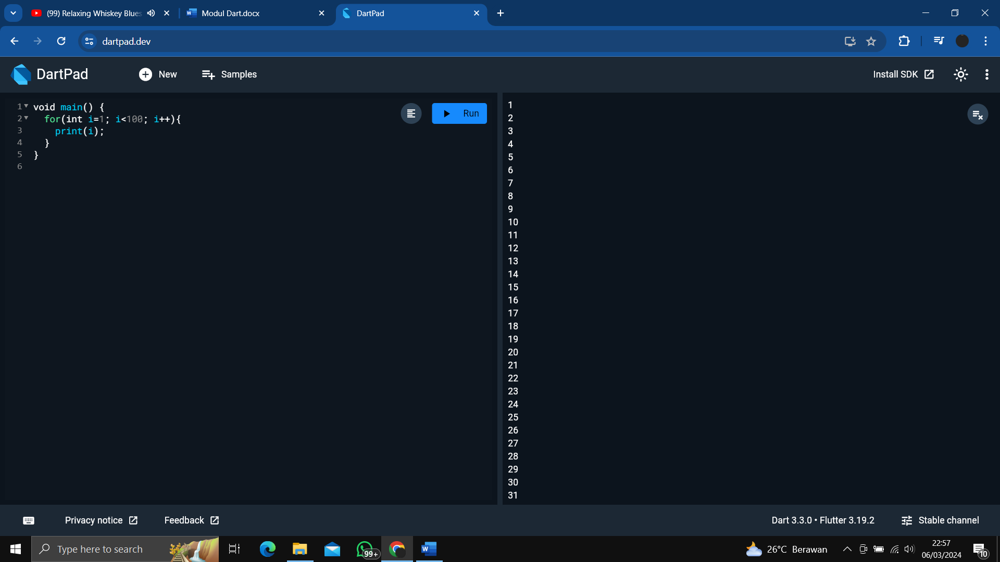 (99) Relaxing Whiskey Blues
Modul Dart.docx
DartPad
dartpad.dev
DartPad
New
Samples
Install SDK
1 void main() {
2 for(int i=1; i<100; i++){
3 print(i);
4 }
5 }
6
Run
1
2
3
4
5
6
7
8
9
10
11
12
13
14
15
16
17
18
19
20
21
22
23
24
25
26
27
28
29
30
31
Privacy notice
Feedback
Dart 3.3.0 • Flutter 3.19.2
Stable channel
Type here to search
99+
26°C Berawan
22:57
06/03/2024
10